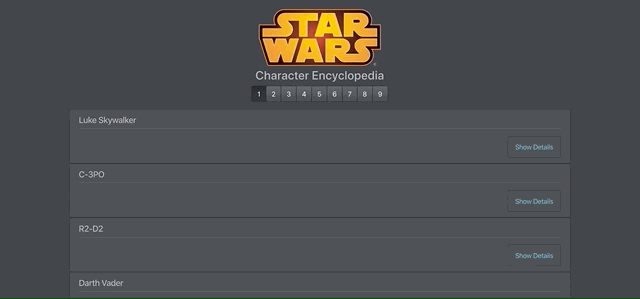 STAR
WARS
Character Encyclopedia
1 2 3 4 5 6 7 8 9
Luke Skywalker
Show Details
C-3PO
Show Details
R2-D2
Show Details
Darth Vader